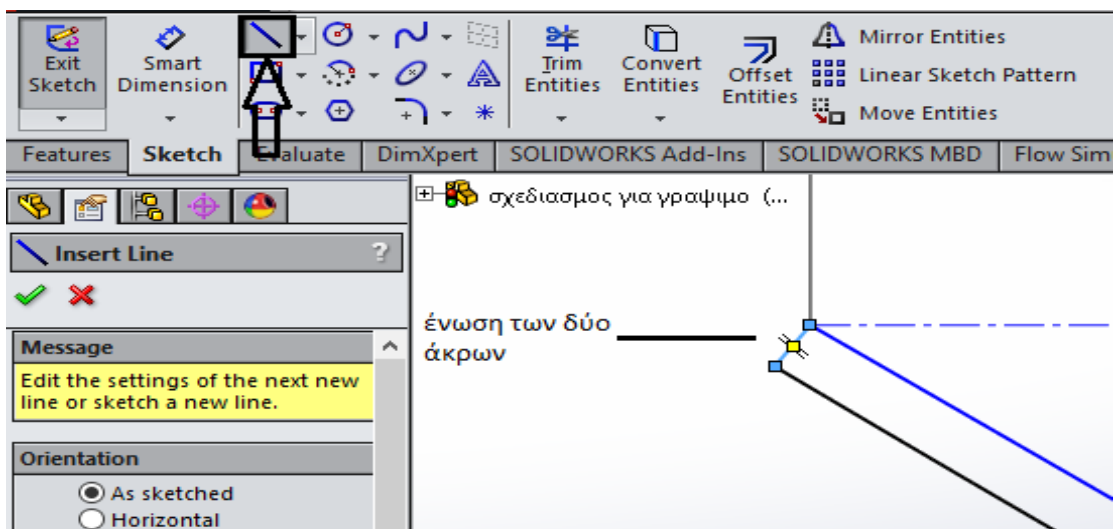 Exit
Sketch
Smart
Dimension
Trim
Entities
Convert
Entities
Offset
Entities
Mirror Entities
Linear Sketch Pattern
Move Entities
Features
Sketch
Evaluate
DimXpert
SOLIDWORKS Add-Ins
SOLIDWORKS MBD
Flow Sim
Insert Line
?
Message
Edit the settings of the next new
line or sketch a new line.
Orientation
As sketched
Horizontal
σχεδιασμος για γραψιμο (...
ένωση των δύο
άκρων